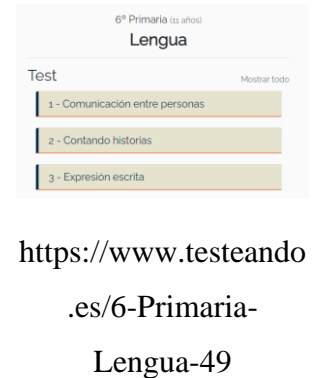 6º Primaria (11 años)
Lengua
Test
Mostrar todo
1 - Comunicación entre personas
2 - Contando historias
3 - Expresión escrita
https://www.testeando
.es/6-Primaria-
Lengua-49